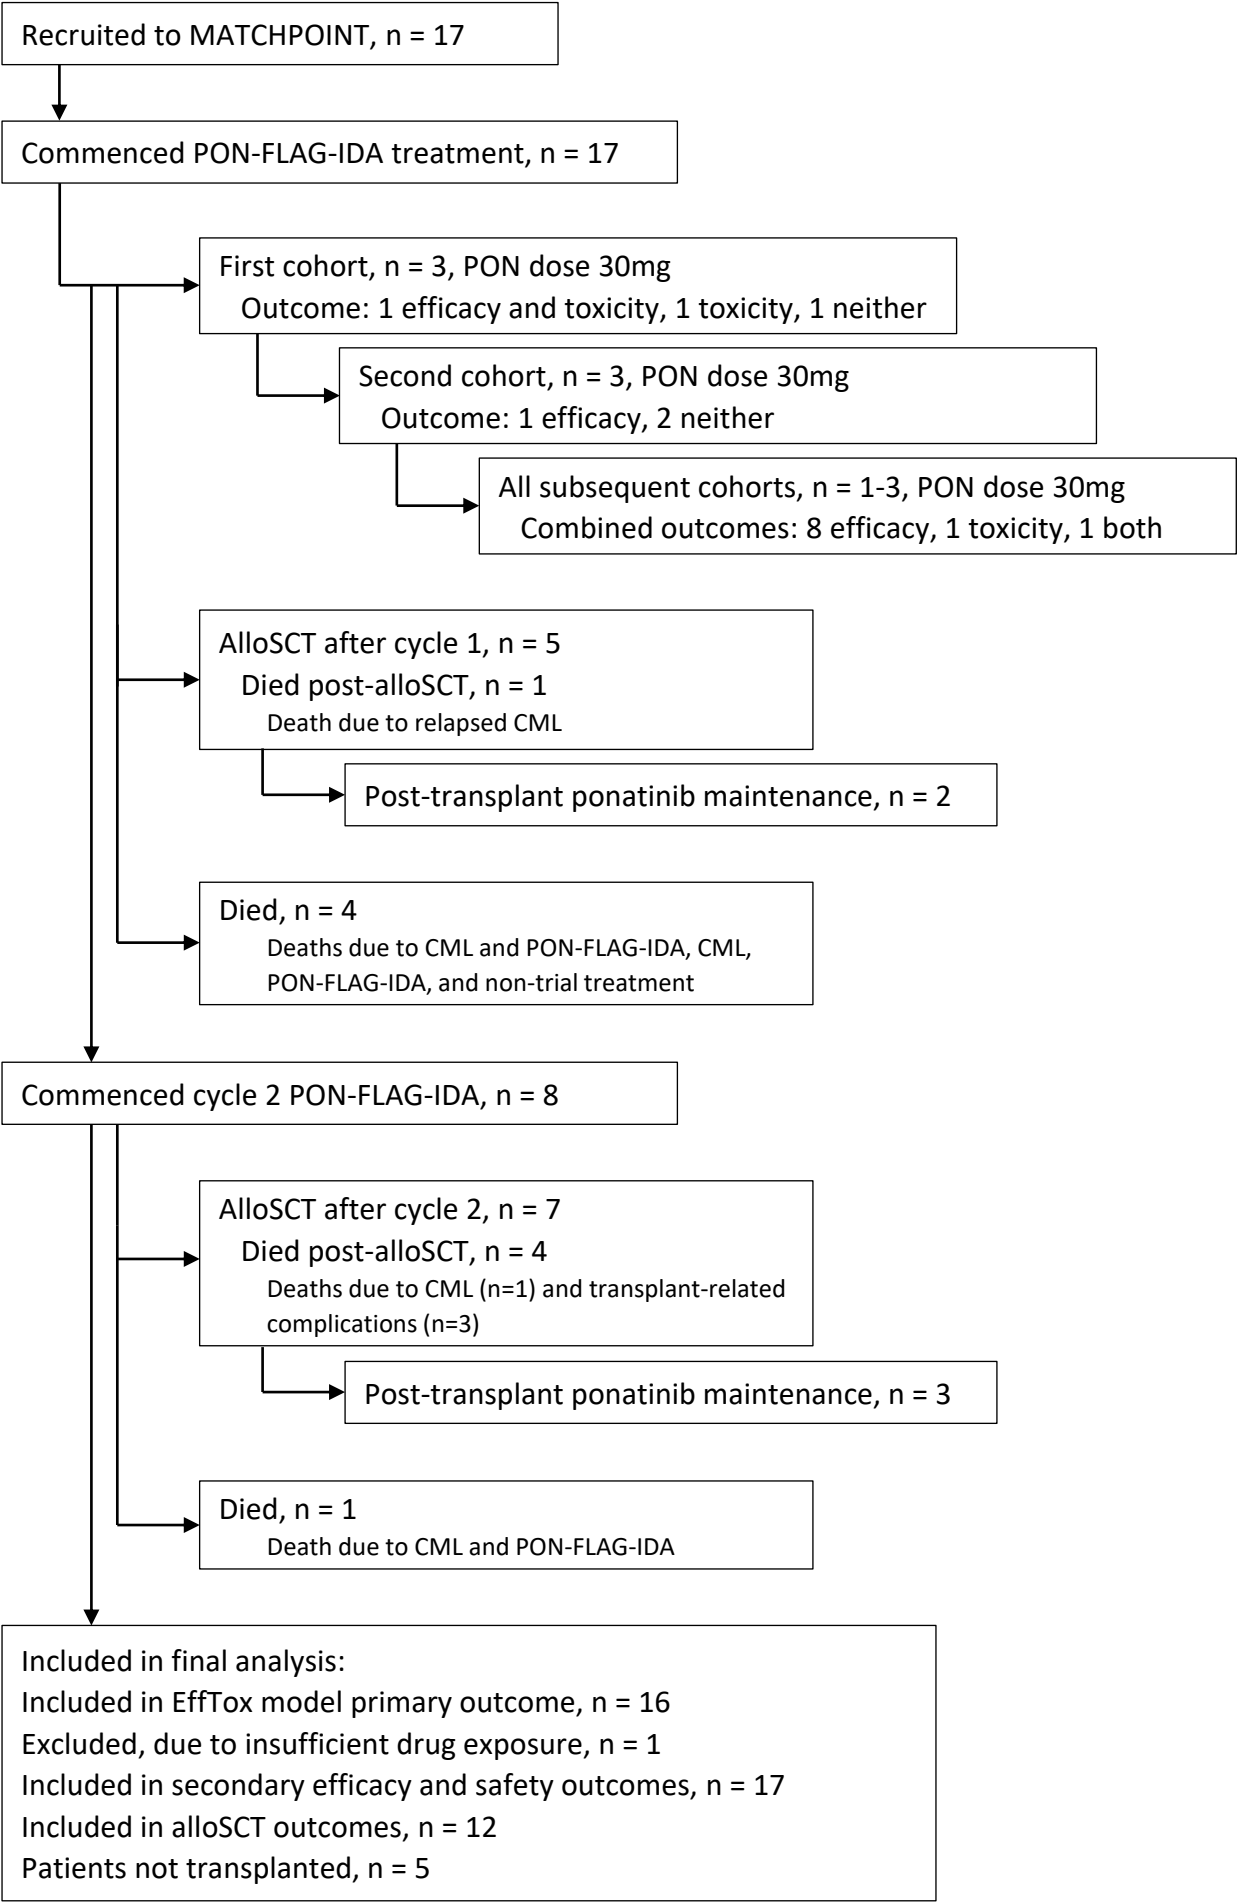 Recruited to MATCHPOINT, n = 17
Commenced PON-FLAG-IDA treatment, n = 17
First cohort, n = 3, PON dose 30mg
Outcome: 1 efficacy and toxicity, 1 toxicity, 1 neither
Second cohort, n = 3, PON dose 30mg
Outcome: 1 efficacy, 2 neither
All subsequent cohorts, n = 1-3, PON dose 30mg
Combined outcomes: 8 efficacy, 1 toxicity, 1 both
AlloSCT after cycle 1, n = 5
Died post-alloSCT, n = 1
Death due to relapsed CML
Post-transplant ponatinib maintenance, n = 2
Died, n = 4
Deaths due to CML and PON-FLAG-IDA, CML,
PON-FLAG-IDA, and non-trial treatment
Commenced cycle 2 PON-FLAG-IDA, n = 8
AlloSCT after cycle 2, n = 7
Died post-alloSCT, n = 4
Deaths due to CML (n=1) and transplant-related
complications (n=3)
Post-transplant ponatinib maintenance, n = 3
Died, n = 1
Death due to CML and PON-FLAG-IDA
Included in final analysis:
Included in EffTox model primary outcome, n = 16
Excluded, due to insufficient drug exposure, n = 1
Included in secondary efficacy and safety outcomes, n = 17
Included in alloSCT outcomes, n = 12
Patients not transplanted, n = 5